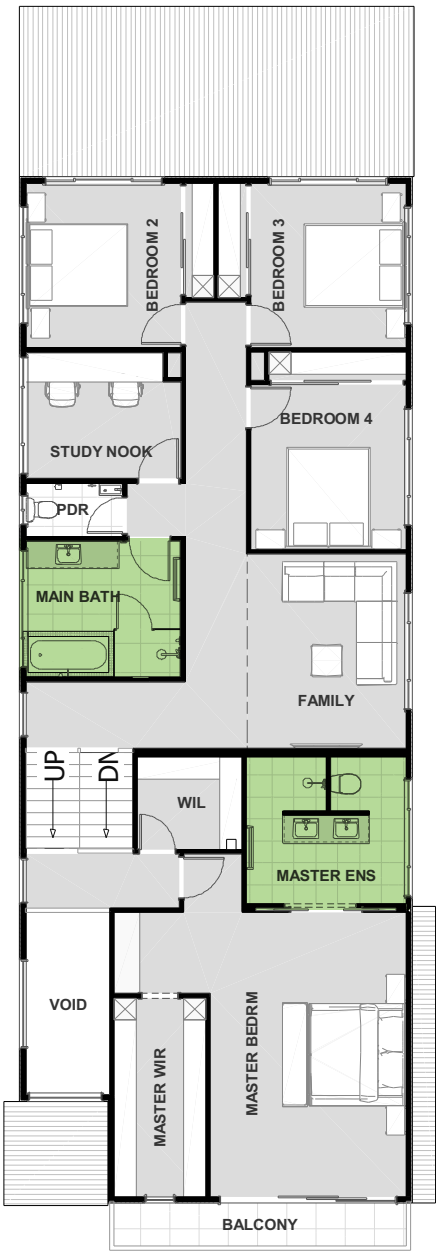 BEDROOM 2
BEDROOM 3
BEDROOM 4
STUDY NOOK
PDR
MAIN BATH
FAMILY
UP
DN
WIL
MASTER ENS
VOID
MASTER WIR
MASTER BEDRM
BALCONY